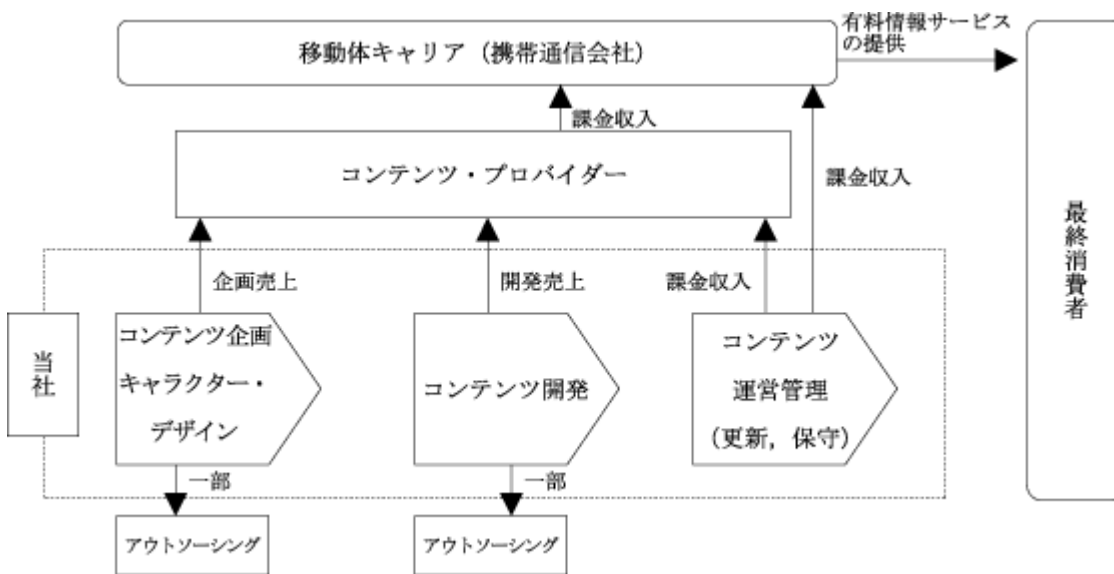 有料情報サービス
の提供
移動体キャリア（携帯通信会社）
課金収入
コンテンツ・プロバイダー
課金収入
最終消費者
企画売上
開発売上
課金収入
当社
コンテンツ企画
キャラクター・
デザイン
コンテンツ開発
コンテンツ
運営管理
（更新，保守）
一部
一部
アウトソーシング
アウトソーシング